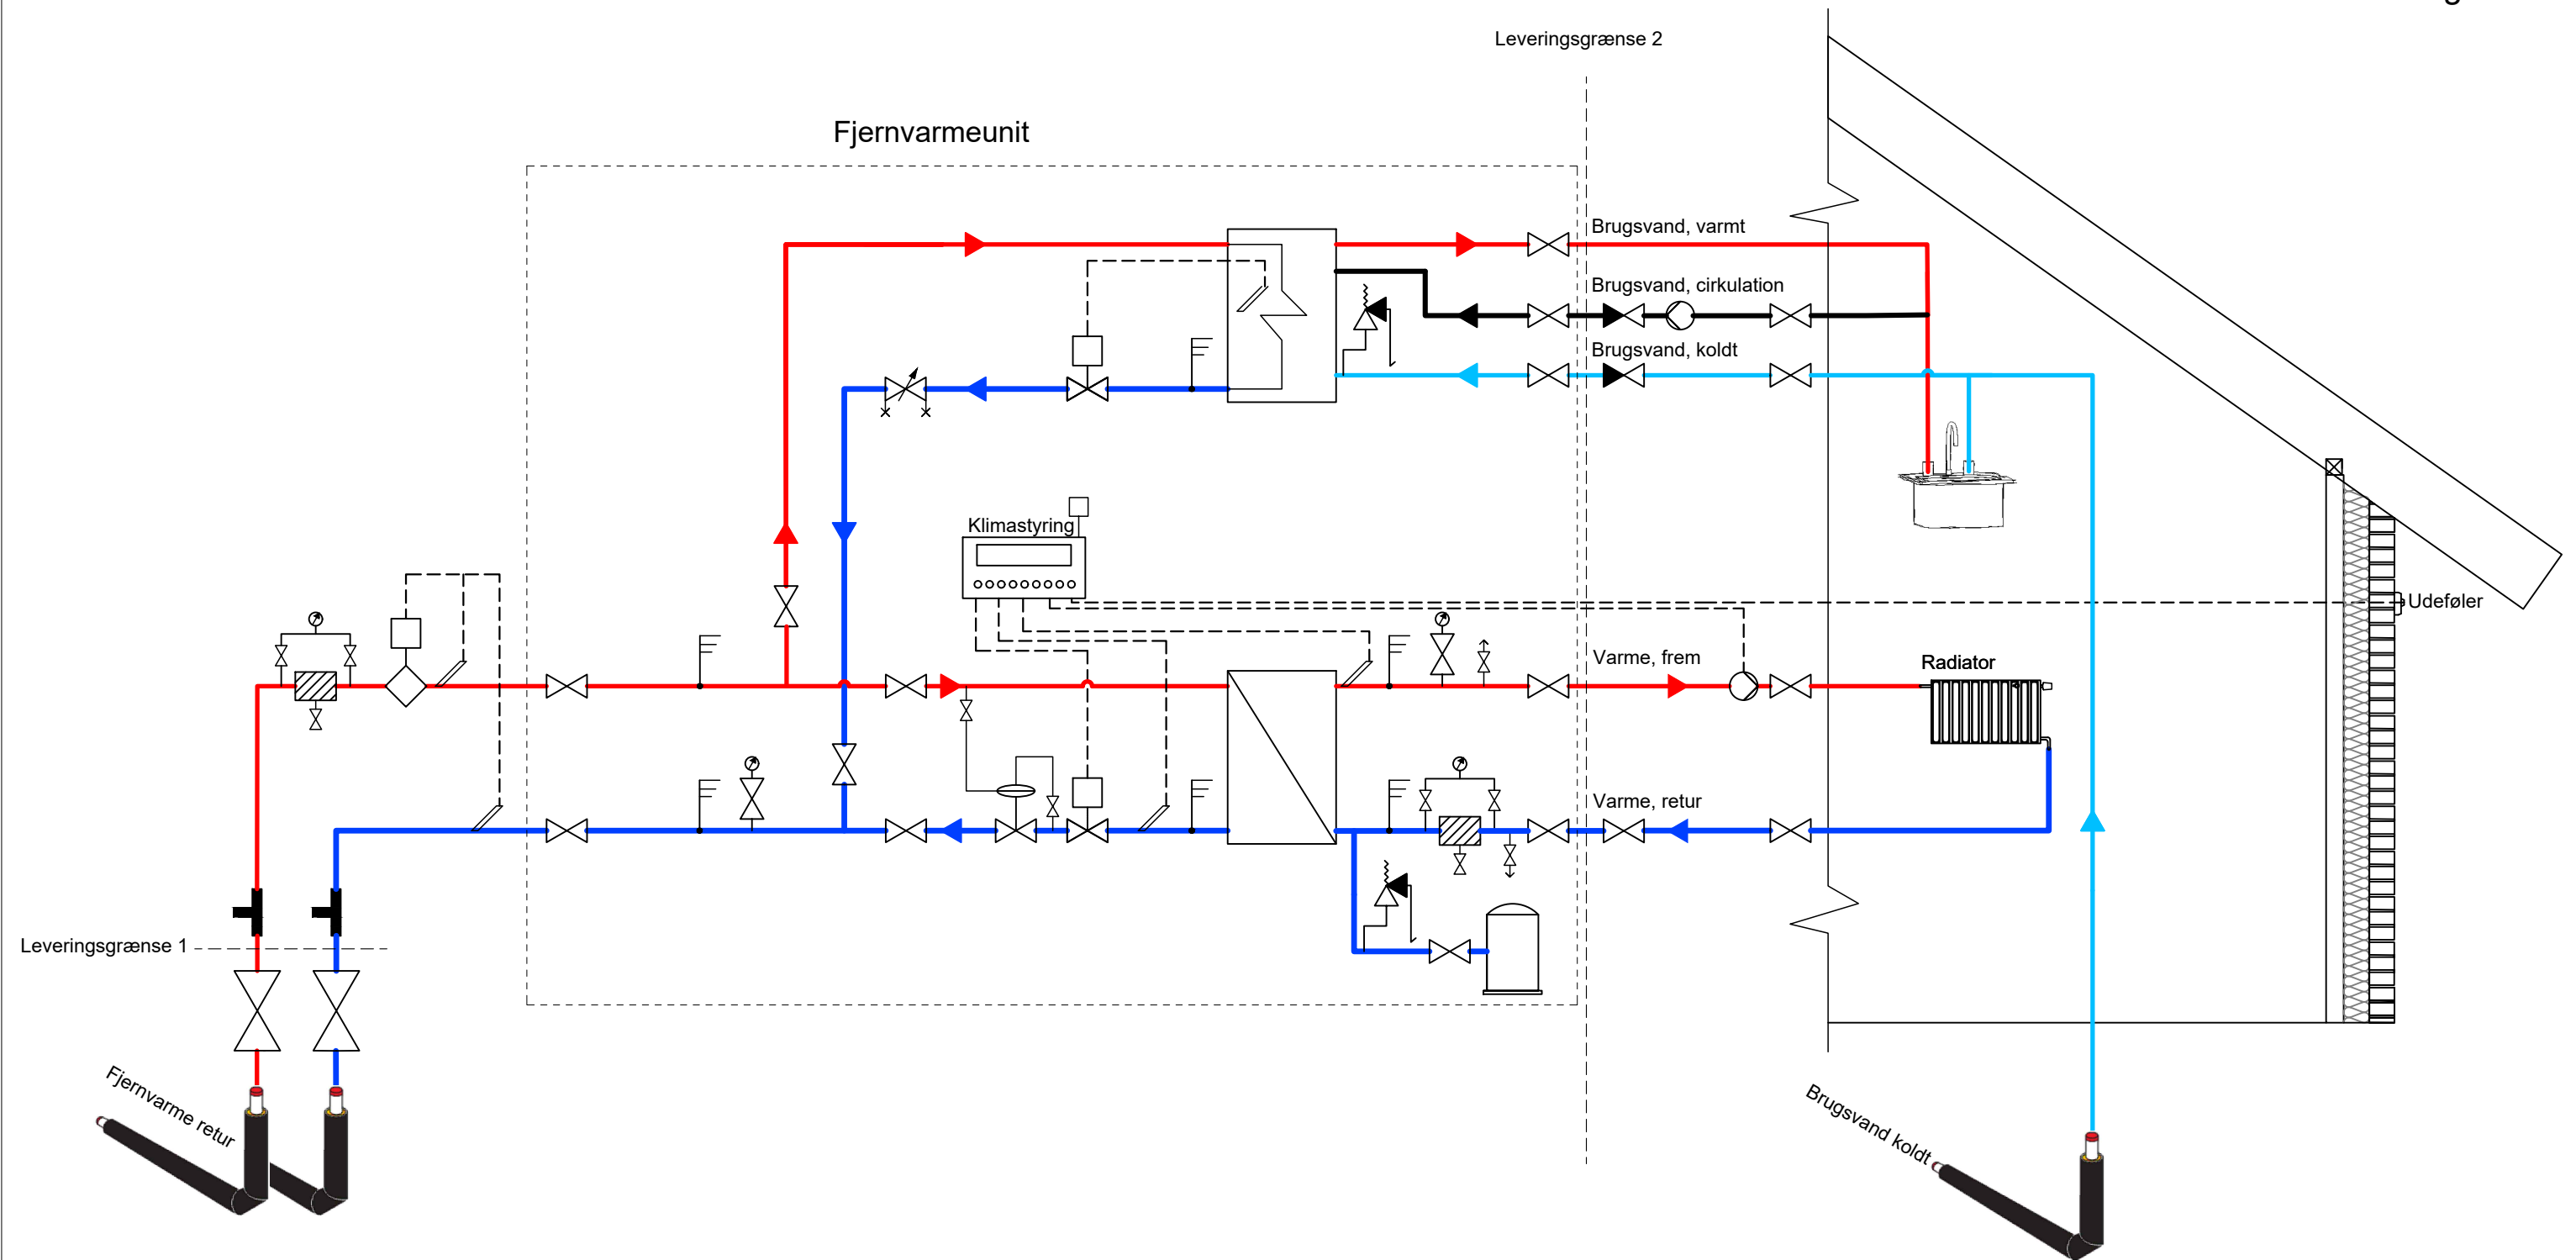 Leveringsgrænse 2
Fjernvarmeunit
Brugsvand, varmt
Brugsvand, cirkulation
Brugsvand, koldt
Klimastyring
Udeføler
Varme, frem
Radiator
Varme, retur
Leveringsgrænse 1
Fjernvarme retur
Brugsvand koldt